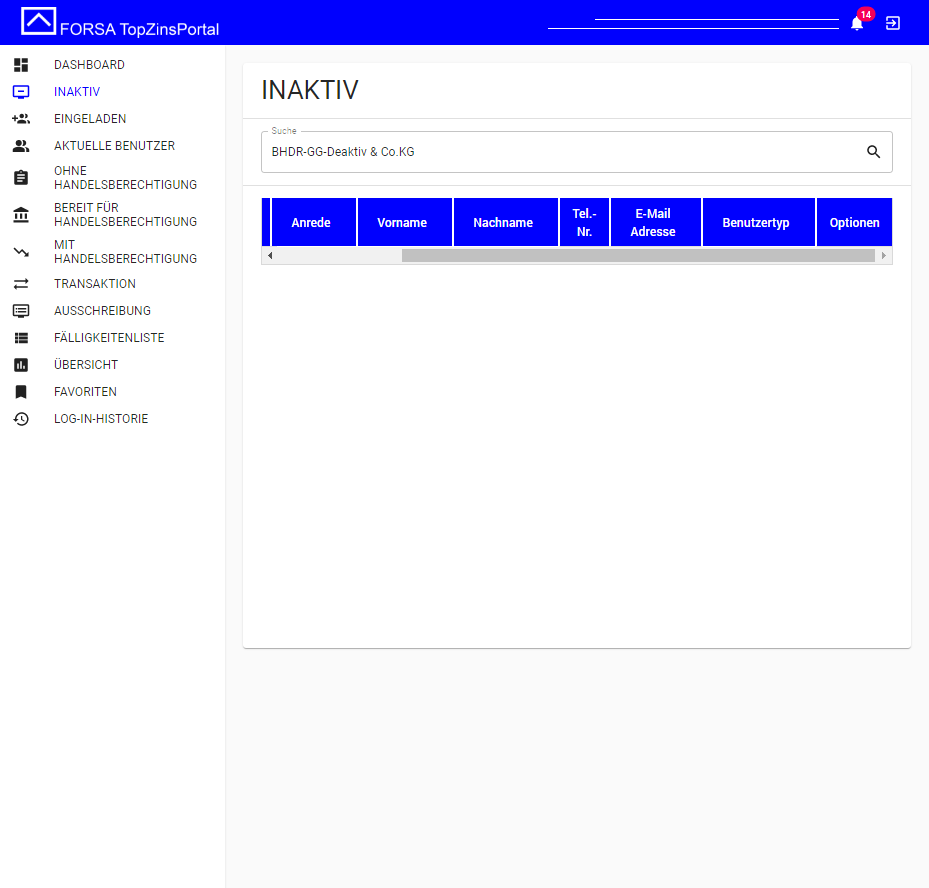 FORSA TopZinsPortal
14
DASHBOARD
INAKTIV
EINGELADEN
AKTUELLE BENUTZER
OHNE
HANDELSBERECHTIGUNG
BEREIT FÜR
HANDELSBERECHTIGUNG
MIT
HANDELSBERECHTIGUNG
TRANSAKTION
AUSSCHREIBUNG
FÄLLIGKEITENLISTE
ÜBERSICHT
FAVORITEN
LOG-IN-HISTORIE
INAKTIV
Suche
BHDR-GG-Deaktiv & Co.KG
Anrede Vorname Nachname Tel.- Nr. E-Mail Adresse Benutzertyp Optionen